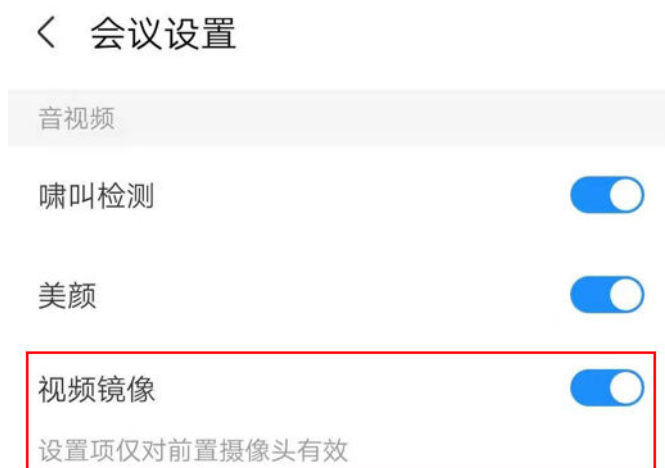 会议设置
音视频
啸叫检测
美颜
视频镜像
设置项仅对前置摄像头有效